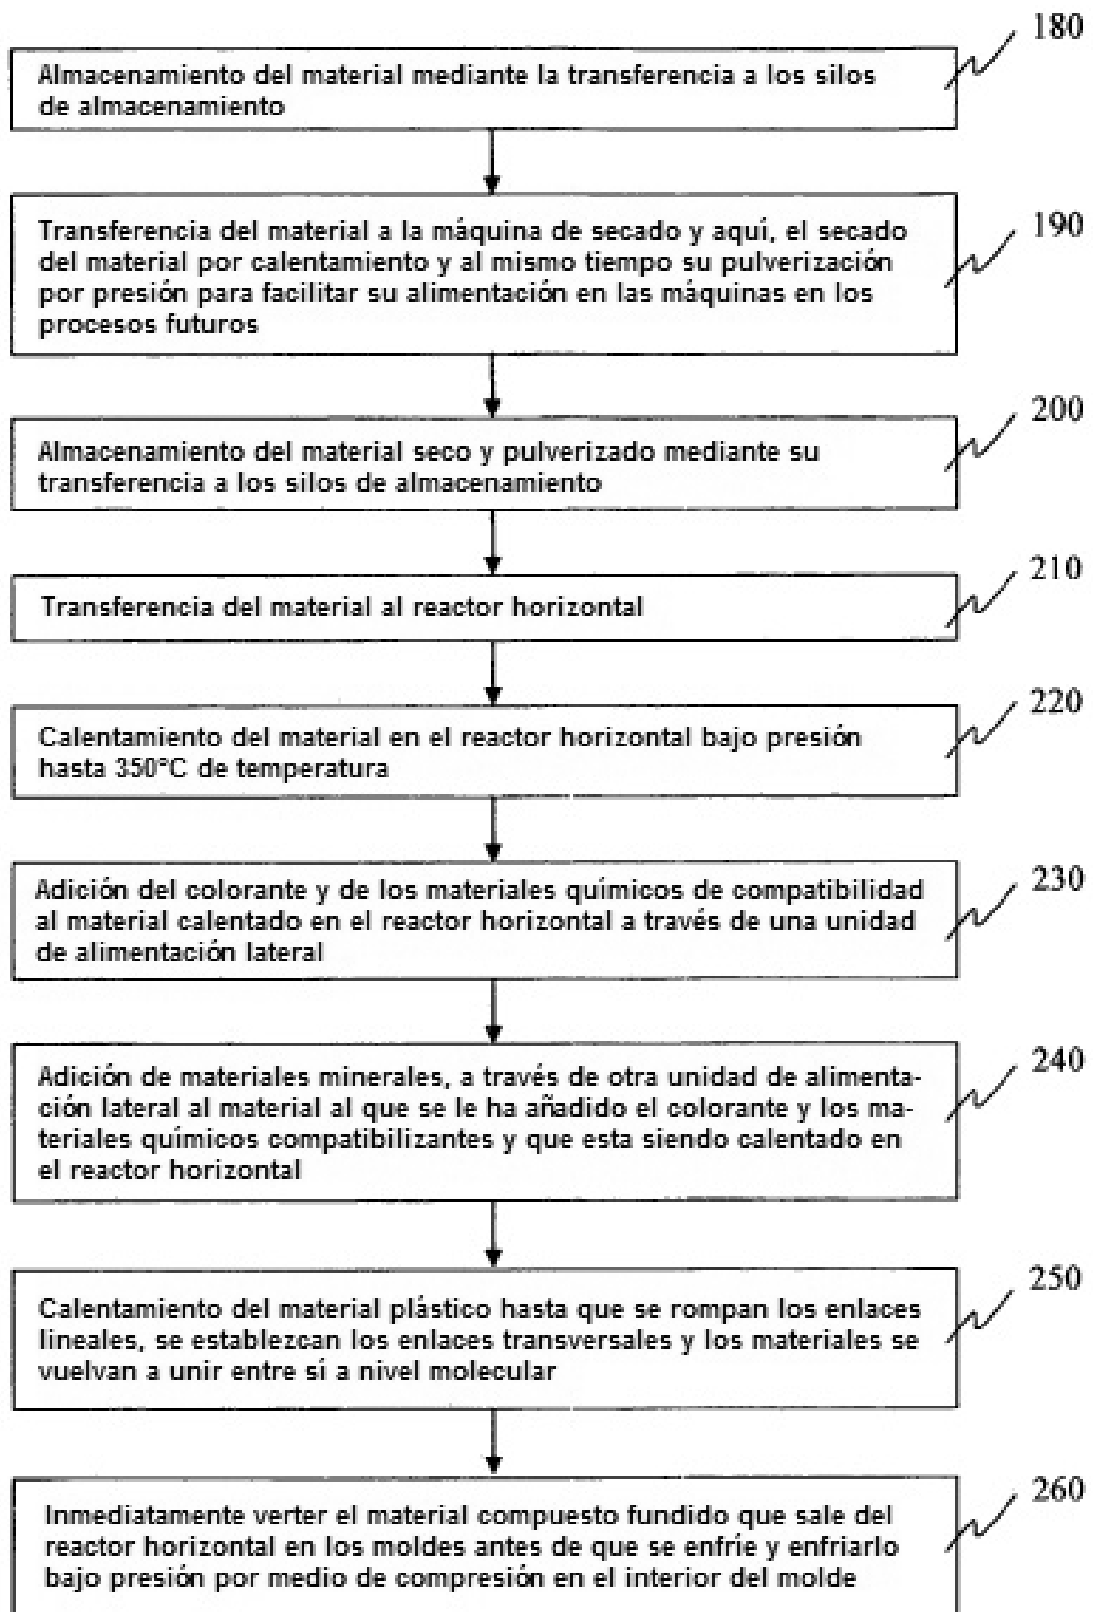 180
Almacenamiento del material mediante la transferencia a los silos
de almacenamiento
190
Transferencia del material a la máquina de secado y aquí, el secado
del material por calentamiento y al mismo tiempo su pulverización
por presión para facilitar su alimentación en las máquinas en los
procesos futuros
200
Almacenamiento del material seco y pulverizado mediante su
transferencia a los silos de almacenamiento
210
Transferencia del material al reactor horizontal
220
Calentamiento del material en el reactor horizontal bajo presión
hasta 350°C de temperatura
230
Adición del colorante y de los materiales químicos de compatibilidad
al material calentado en el reactor horizontal a través de una unidad
de alimentación lateral
240
Adición de materiales minerales, a través de otra unidad de alimenta-
ción lateral al material al que se le ha añadido el colorante y los ma-
teriales químicos compatibilizantes y que esta siendo calentado en
el reactor horizontal
250
Calentamiento del material plástico hasta que se rompan los enlaces
lineales, se establezcan los enlaces transversales y los materiales se
vuelvan a unir entre sí a nivel molecular
260
Inmediatamente verter el material compuesto fundido que sale del
reactor horizontal en los moldes antes de que se enfríe y enfriarlo
bajo presión por medio de compresión en el interior del molde